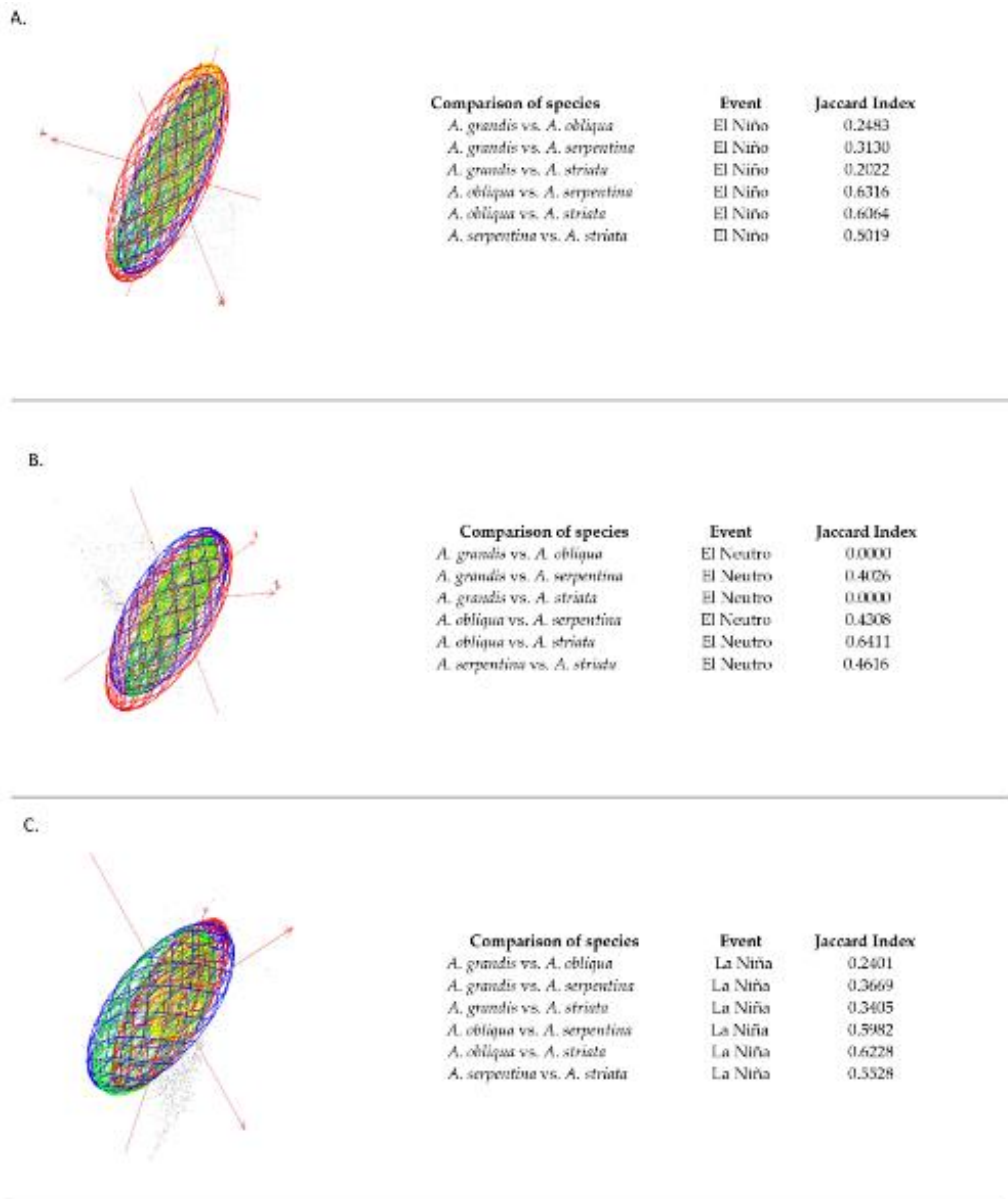 A.
Comparison of species Event Jaccard Index
A. grandis vs. A. obliqua El Niño 0.2483
A. grandis vs. A. serpentina El Niño 0.3130
A. grandis vs. A. striata El Niño 0.2022
A. obliqua vs. A. serpentina El Niño 0.6316
A. obliqua vs. A. striata El Niño 0.6064
A. serpentina vs. A. striata El Niño 0.5019
B.
Comparison of species Event Jaccard Index
A. grandis vs. A. obliqua El Neutro 0.0000
A. grandis vs. A. serpentina El Neutro 0.4026
A. grandis vs. A. striata El Neutro 0.0000
A. obliqua vs. A. serpentina El Neutro 0.4308
A. obliqua vs. A. striata El Neutro 0.6411
A. serpentina vs. A. striata El Neutro 0.4616
C.
Comparison of species Event Jaccard Index
A. grandis vs. A. obliqua La Niña 0.2401
A. grandis vs. A. serpentina La Niña 0.3669
A. grandis vs. A. striata La Niña 0.3405
A. obliqua vs. A. serpentina La Niña 0.5982
A. obliqua vs. A. striata La Niña 0.6228
A. serpentina vs. A. striata La Niña 0.5528